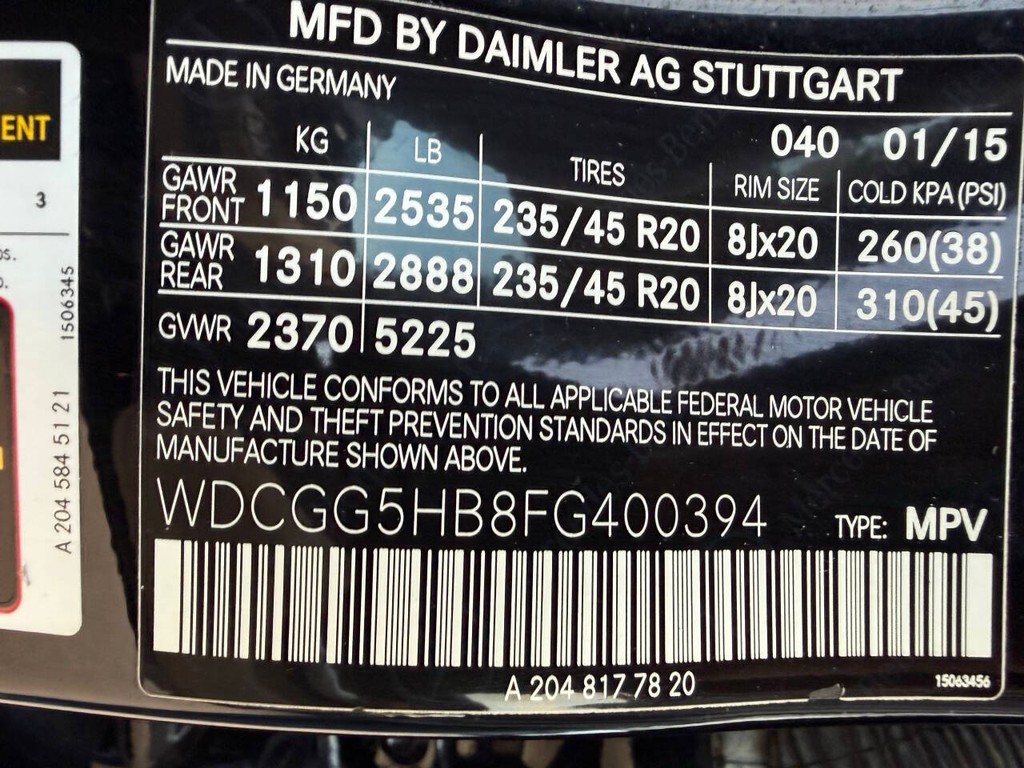 MFD BY DAIMLER AG STUTTGART
MADE IN GERMANY
040 01/15
KG LB TIRES RIM SIZE COLD KPA (PSI)
GAWR FRONT 1150 2535 235/45 R20 8Jx20 260(38)
GAWR REAR 1310 2888 235/45 R20 8Jx20 310(45)
GVWR 2370 5225
THIS VEHICLE CONFORMS TO ALL APPLICABLE FEDERAL MOTOR VEHICLE
SAFETY AND THEFT PREVENTION STANDARDS IN EFFECT ON THE DATE OF
MANUFACTURE SHOWN ABOVE.
WDCGG5HB8FG400394 TYPE: MPV
A 204 817 78 20
15063456
ENT
3
A 204 584 51 21 1506345